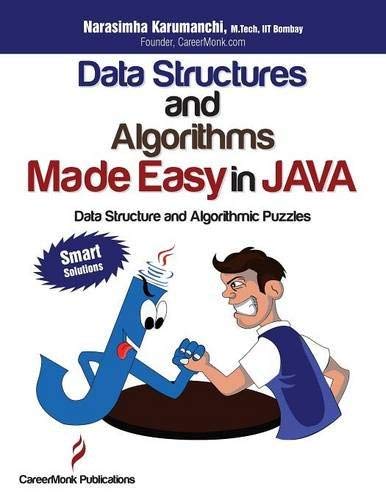 Narasimha Karumanchi, M.Tech, IIT Bombay
Founder, CareerMonk.com
Data Structures
and
Algorithms
Made Easy in JAVA
Data Structure and Algorithmic Puzzles
Smart
Solutions
CareerMonk Publications